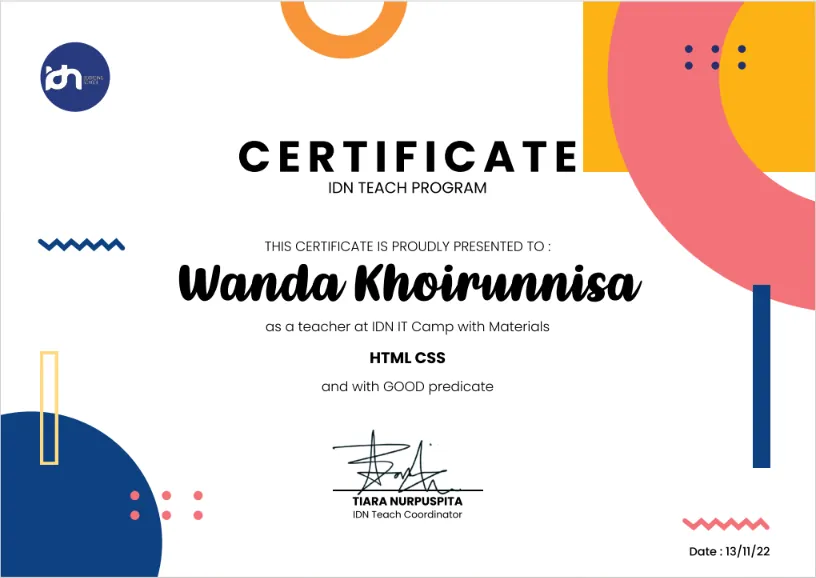 idn
CERTIFICATE
IDN TEACH PROGRAM
THIS CERTIFICATE IS PROUDLY PRESENTED TO :
Wanda Khoirunnisa
as a teacher at IDN IT Camp with Materials
HTML CSS
and with GOOD predicate
TIARA NURPUSPITA
IDN Teach Coordinator
Date : 13/11/22